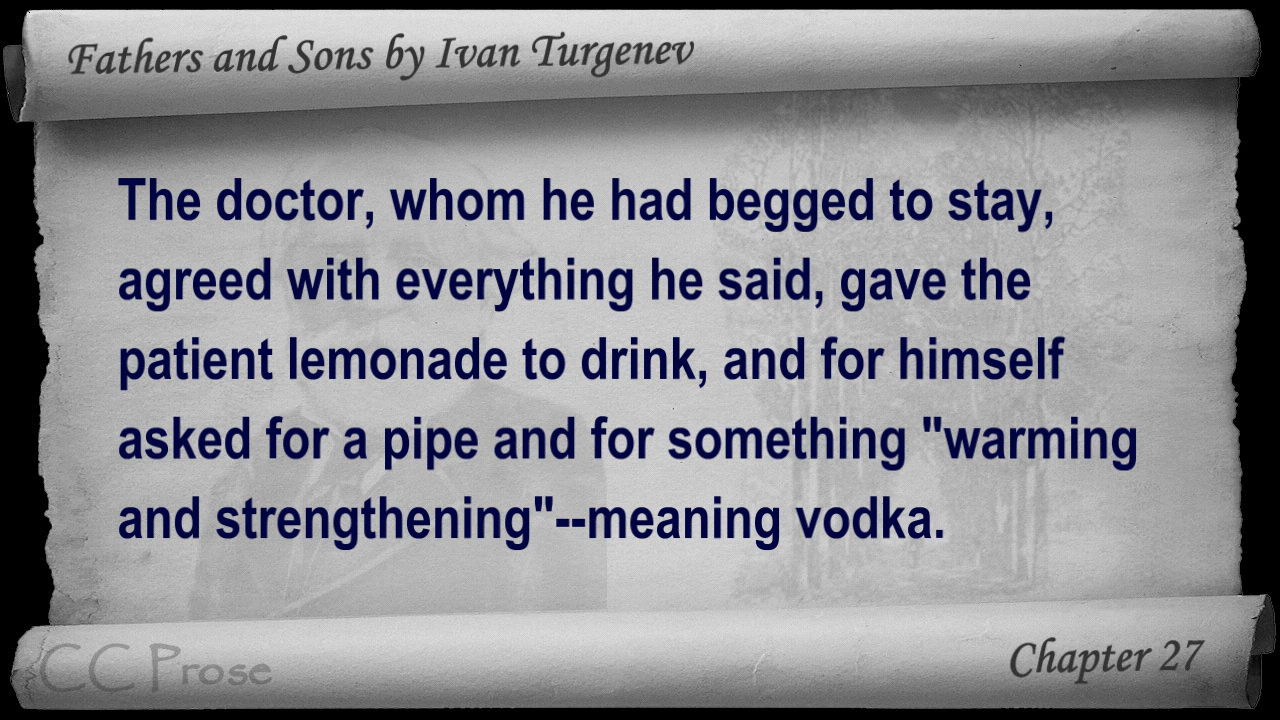 Fathers and Sons by Ivan Turgenev
The doctor, whom he had begged to stay,
agreed with everything he said, gave the
patient lemonade to drink, and for himself
asked for a pipe and for something "warming
and strengthening"--meaning vodka.
CC Prose
Chapter 27